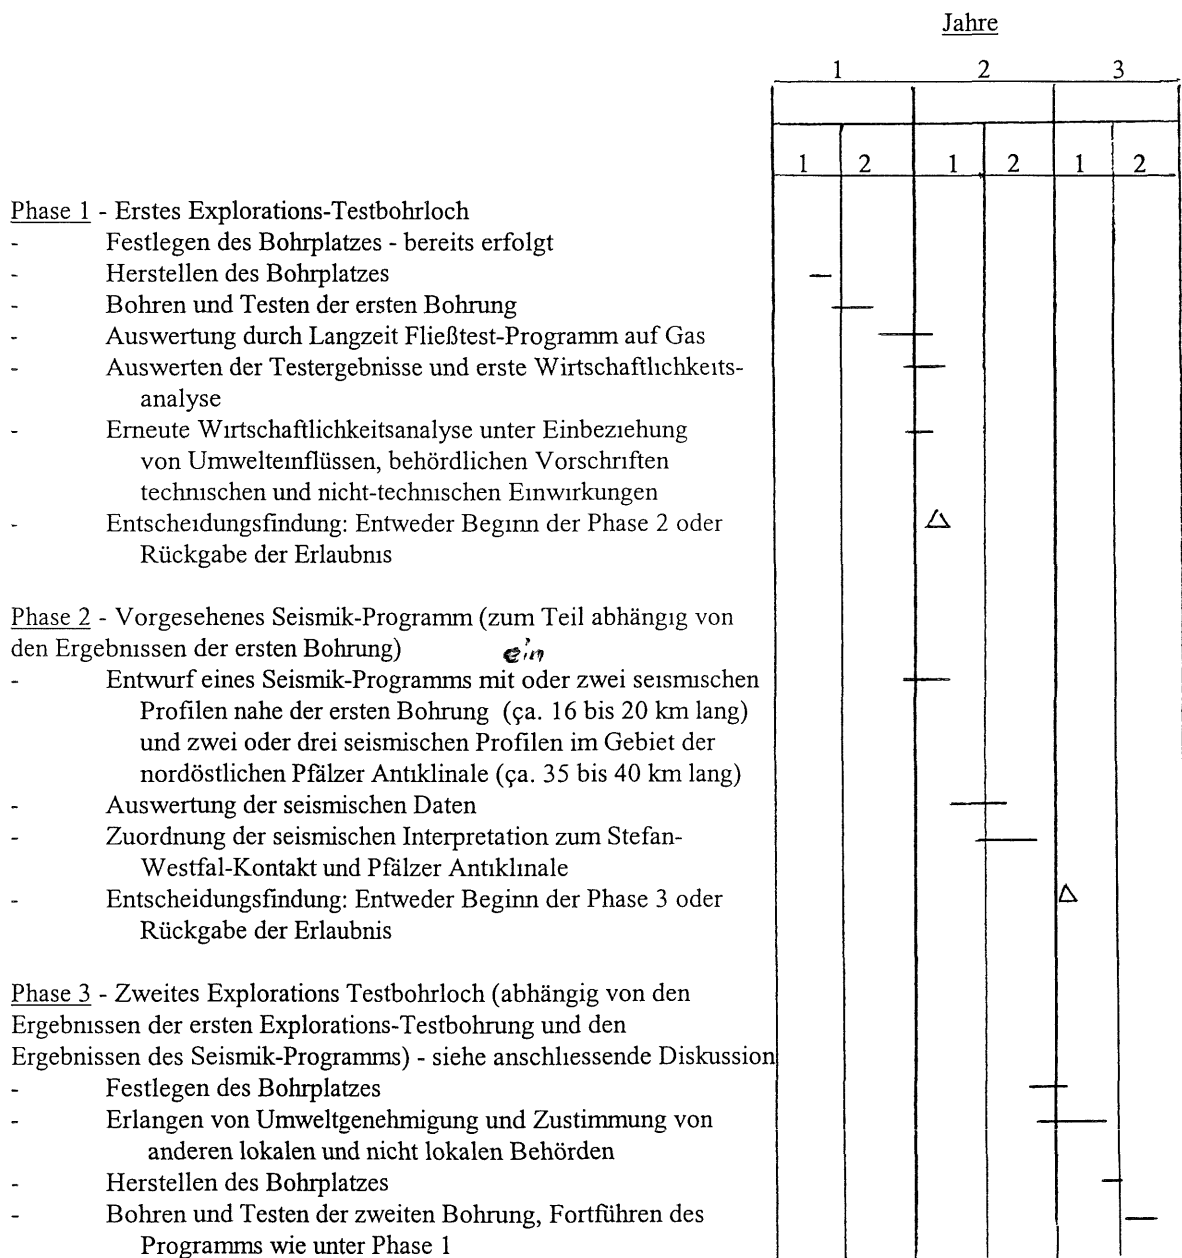 Jahre
1 2 3
1 2 1 2 1 2
Phase 1 - Erstes Explorations-Testbohrloch
- Festlegen des Bohrplatzes - bereits erfolgt
- Herstellen des Bohrplatzes
- Bohren und Testen der ersten Bohrung
- Auswertung durch Langzeit Fließtest-Programm auf Gas
- Auswerten der Testergebnisse und erste Wirtschaftlichkeits-
analyse
- Erneute Wirtschaftlichkeitsanalyse unter Einbeziehung
von Umwelteinflüssen, behördlichen Vorschriften
technischen und nicht-technischen Einwirkungen
- Entscheidungsfindung: Entweder Beginn der Phase 2 oder
Rückgabe der Erlaubnis
Phase 2 - Vorgesehenes Seismik-Programm (zum Teil abhängig von
den Ergebnissen der ersten Bohrung)
ein
- Entwurf eines Seismik-Programms mit oder zwei seismischen
Profilen nahe der ersten Bohrung (ça. 16 bis 20 km lang)
und zwei oder drei seismischen Profilen im Gebiet der
nordöstlichen Pfälzer Antiklinale (ça. 35 bis 40 km lang)
- Auswertung der seismischen Daten
- Zuordnung der seismischen Interpretation zum Stefan-
Westfal-Kontakt und Pfälzer Antiklinale
- Entscheidungsfindung: Entweder Beginn der Phase 3 oder
Rückgabe der Erlaubnis
Phase 3 - Zweites Explorations Testbohrloch (abhängig von den
Ergebnissen der ersten Explorations-Testbohrung und den
Ergebnissen des Seismik-Programms) - siehe anschliessende Diskussion
- Festlegen des Bohrplatzes
- Erlangen von Umweltgenehmigung und Zustimmung von
anderen lokalen und nicht lokalen Behörden
- Herstellen des Bohrplatzes
- Bohren und Testen der zweiten Bohrung, Fortführen des
Programms wie unter Phase 1